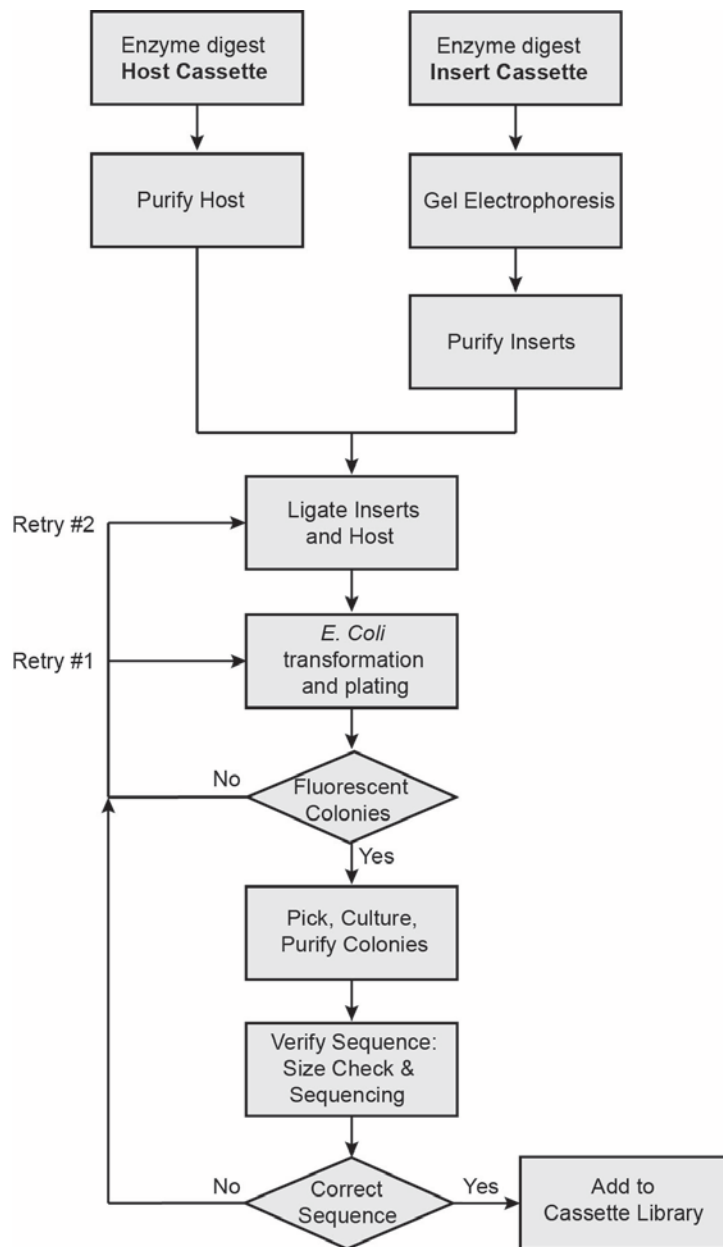 Enzyme digest
Host Cassette
Enzyme digest
Insert Cassette
Purify Host
Gel Electrophoresis
Purify Inserts
Ligate Inserts
and Host
Retry #2
E. Coli
transformation
and plating
Retry #1
No
Fluorescent
Colonies
Yes
Pick, Culture,
Purify Colonies
Verify Sequence:
Size Check &
Sequencing
No
Correct
Sequence
Yes
Add to
Cassette Library